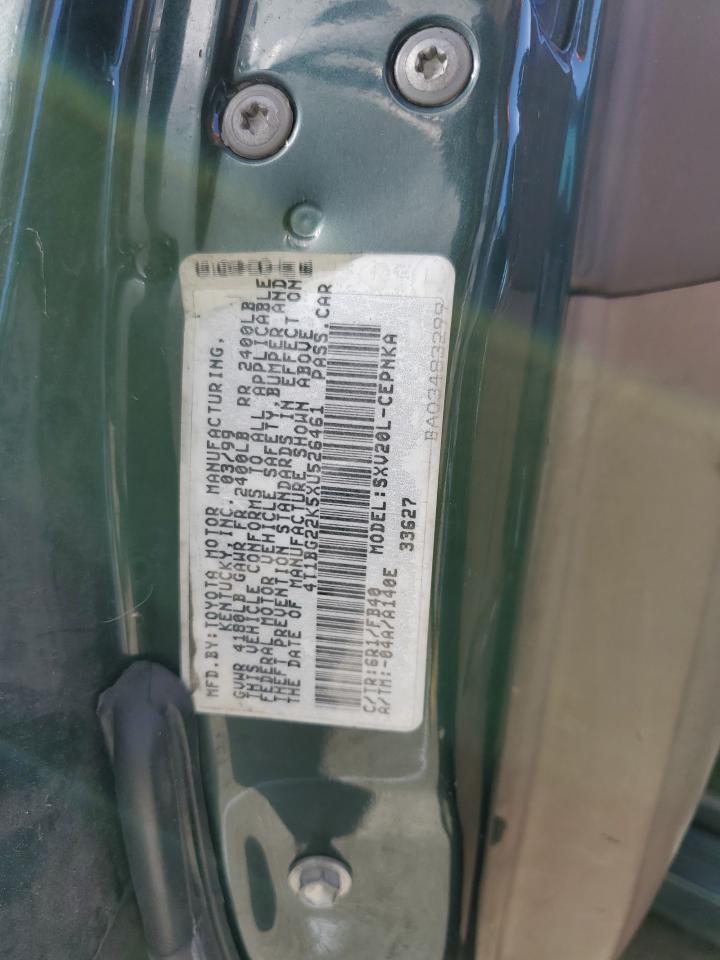 MFD.BY:TOYOTA MOTOR MANUFACTURING,
KENTUCKY, INC. 03/99
GVWR 4180LB GAWR FR 2400LB RR 2400LB
THIS VEHICLE CONFORMS TO ALL APPLICABLE
FEDERAL MOTOR VEHICLE SAFETY, BUMPER AND
THEFT PREVENTION STANDARDS IN EFFECT ON
THE DATE OF MANUFACTURE SHOWN ABOVE.
4T1BG22K5XU526461 PASS.CAR
C/TR:6R1/FB40 MODEL:SXV20L-CEPNKA
A/TM:-04A/A140E 33627
BA03483299